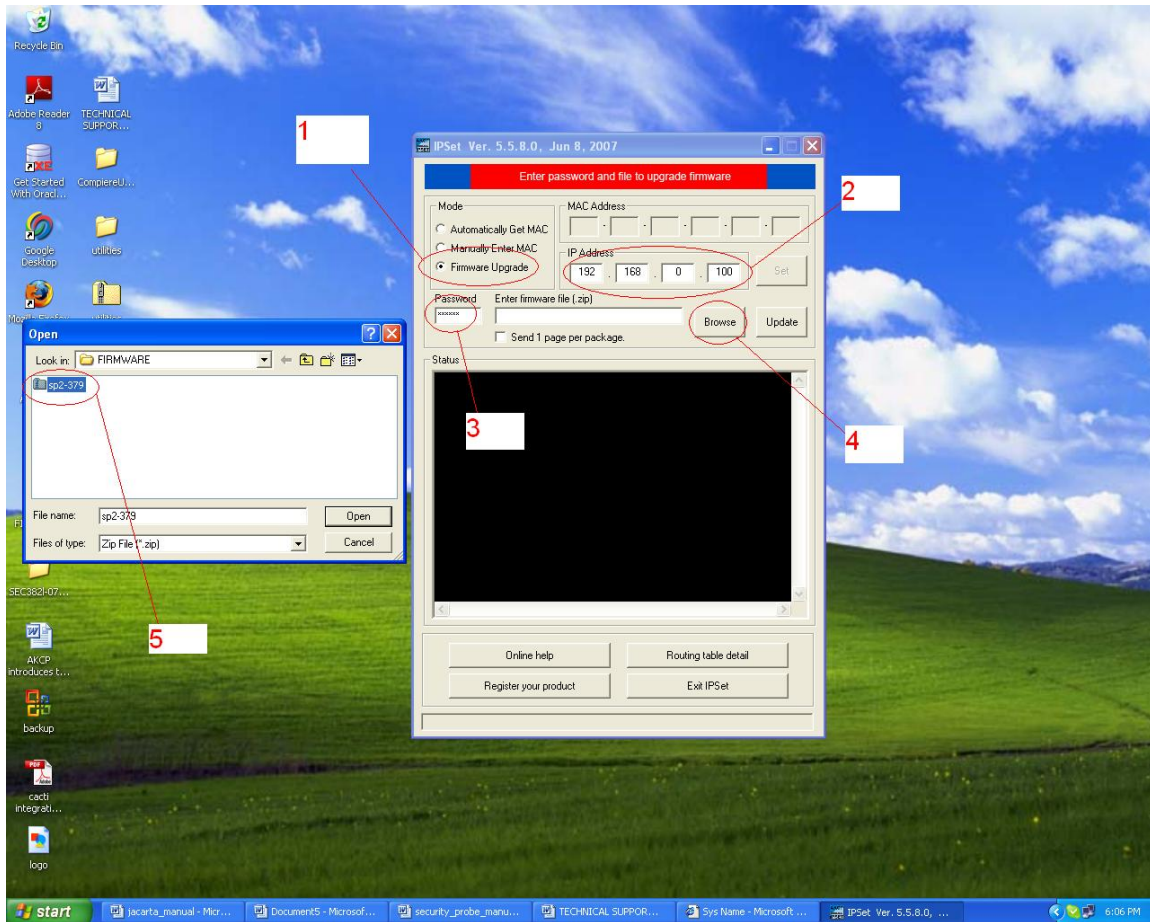 Recycle Bin
Adobe Reader 8
TECHNICAL SUPPOR...
Get Started With Oracl...
CompiereU...
Google Desktop
utilities
1
IPSet Ver. 5.5.8.0, Jun 8, 2007
Enter password and file to upgrade firmware
Mode
Automatically Get MAC
Manually Enter MAC
Firmware Upgrade
MAC Address
IP Address
192 . 168 . 0 . 100
Set
2
Password
xxxxxx
Enter firmware file (.zip)
Send 1 page per package.
Browse
Update
Status
3
4
Online help
Routing table detail
Register your product
Exit IPSet
Open
Look in: FIRMWARE
sp2-379
File name: sp2-379
Open
Files of type: Zip File (*.zip)
Cancel
5
SEC382I-07...
AKCP introduces t...
backup
PDF
Adobe
cacti integrati...
logo
start
jacarta_manual - Micr...
Document5 - Microsof...
security_probe_manu...
TECHNICAL SUPPOR...
Sys Name - Microsoft ...
IPSet Ver. 5.5.8.0, ...
6:06 PM